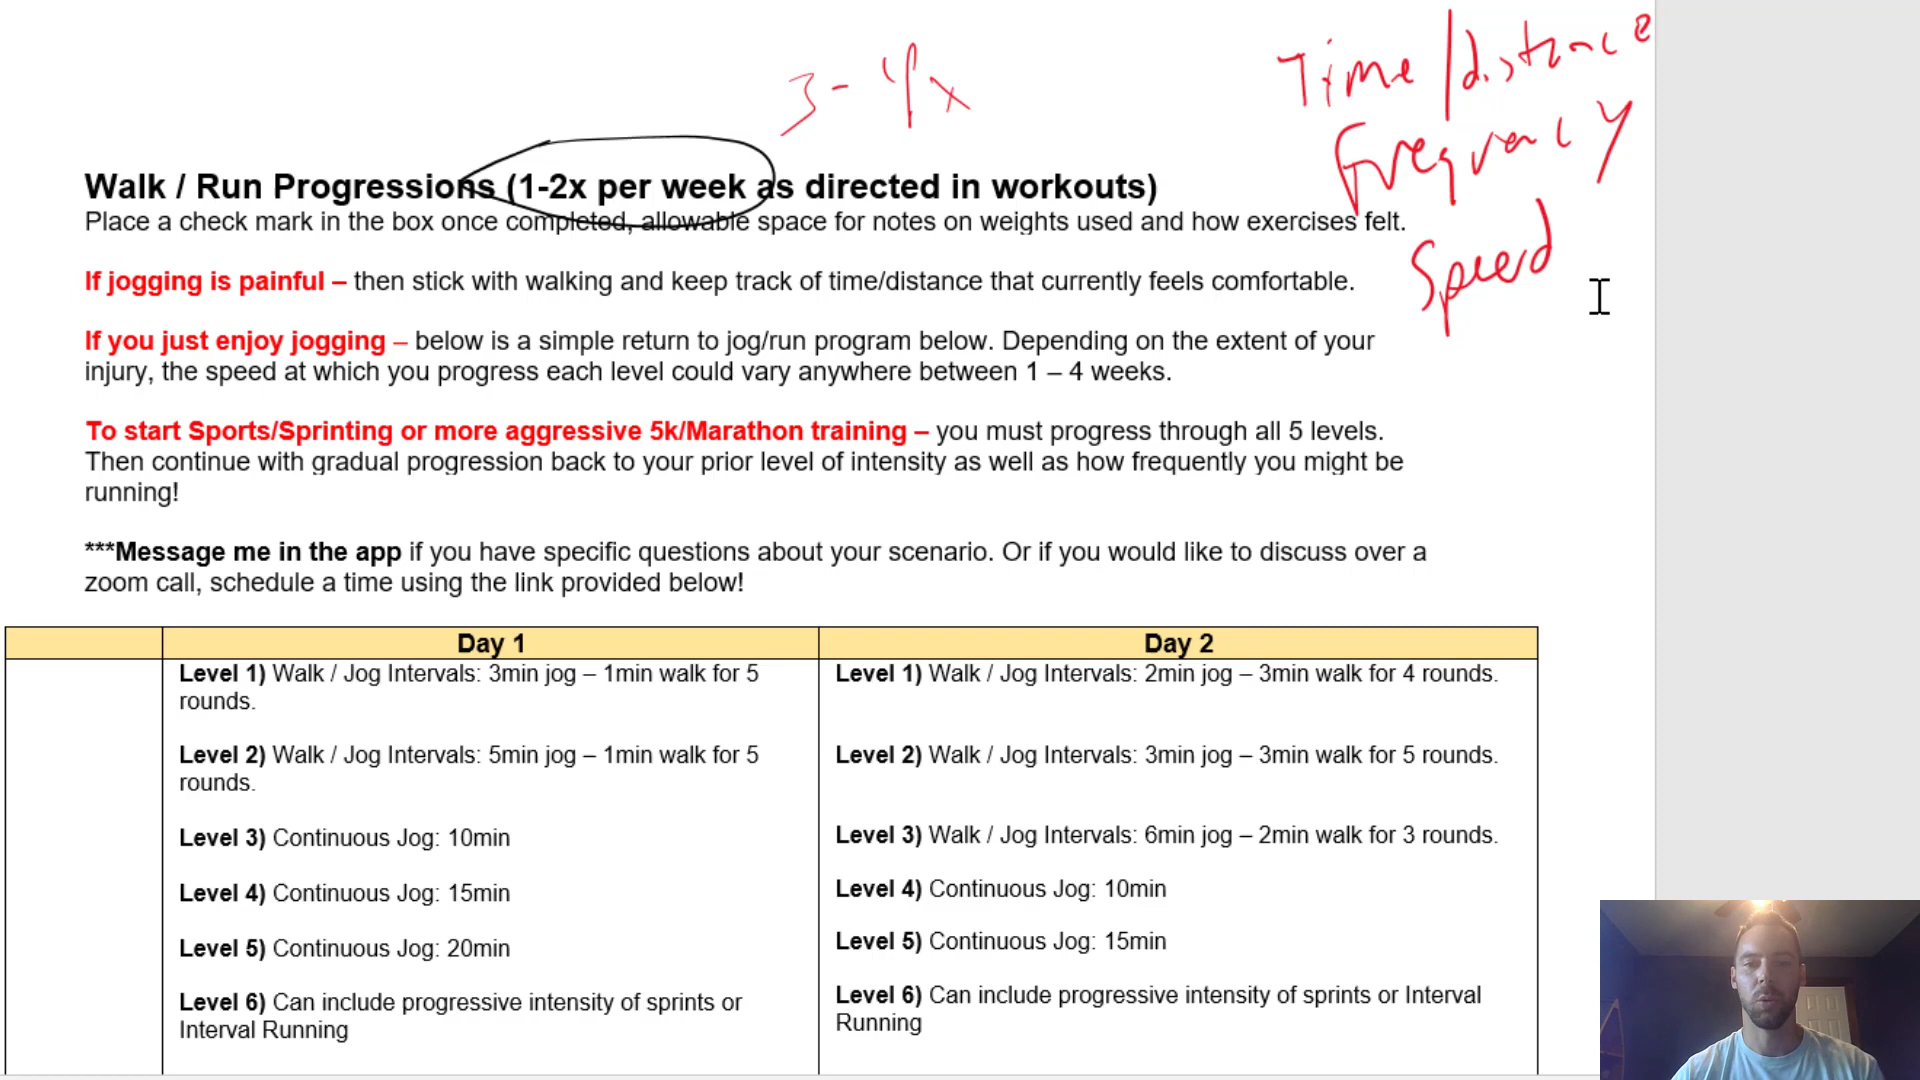 3-4x
Time/distance
Frequency
Speed
Walk / Run Progressions (1-2x per week as directed in workouts)
Place a check mark in the box once completed, allowable space for notes on weights used and how exercises felt.
If jogging is painful – then stick with walking and keep track of time/distance that currently feels comfortable.
If you just enjoy jogging – below is a simple return to jog/run program below. Depending on the extent of your
injury, the speed at which you progress each level could vary anywhere between 1 – 4 weeks.
To start Sports/Sprinting or more aggressive 5k/Marathon training – you must progress through all 5 levels.
Then continue with gradual progression back to your prior level of intensity as well as how frequently you might be
running!
***Message me in the app if you have specific questions about your scenario. Or if you would like to discuss over a
zoom call, schedule a time using the link provided below!
Day 1
Level 1) Walk / Jog Intervals: 3min jog – 1min walk for 5
rounds.
Level 2) Walk / Jog Intervals: 5min jog – 1min walk for 5
rounds.
Level 3) Continuous Jog: 10min
Level 4) Continuous Jog: 15min
Level 5) Continuous Jog: 20min
Level 6) Can include progressive intensity of sprints or
Interval Running
Day 2
Level 1) Walk / Jog Intervals: 2min jog – 3min walk for 4 rounds.
Level 2) Walk / Jog Intervals: 3min jog – 3min walk for 5 rounds.
Level 3) Walk / Jog Intervals: 6min jog – 2min walk for 3 rounds.
Level 4) Continuous Jog: 10min
Level 5) Continuous Jog: 15min
Level 6) Can include progressive intensity of sprints or Interval
Running